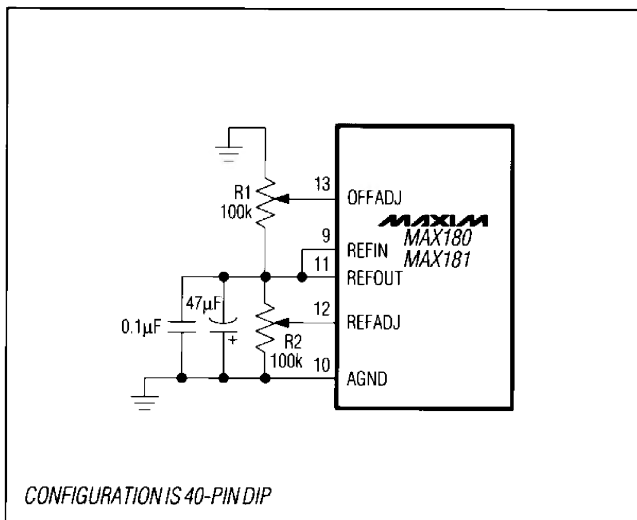 R1
100k
13
OFFADJ
MAXIM
MAX180
MAX181
9
REFIN
11
REFOUT
47µF
0.1µF
+
12
REFADJ
R2
100k
10
AGND
CONFIGURATION IS 40-PIN DIP